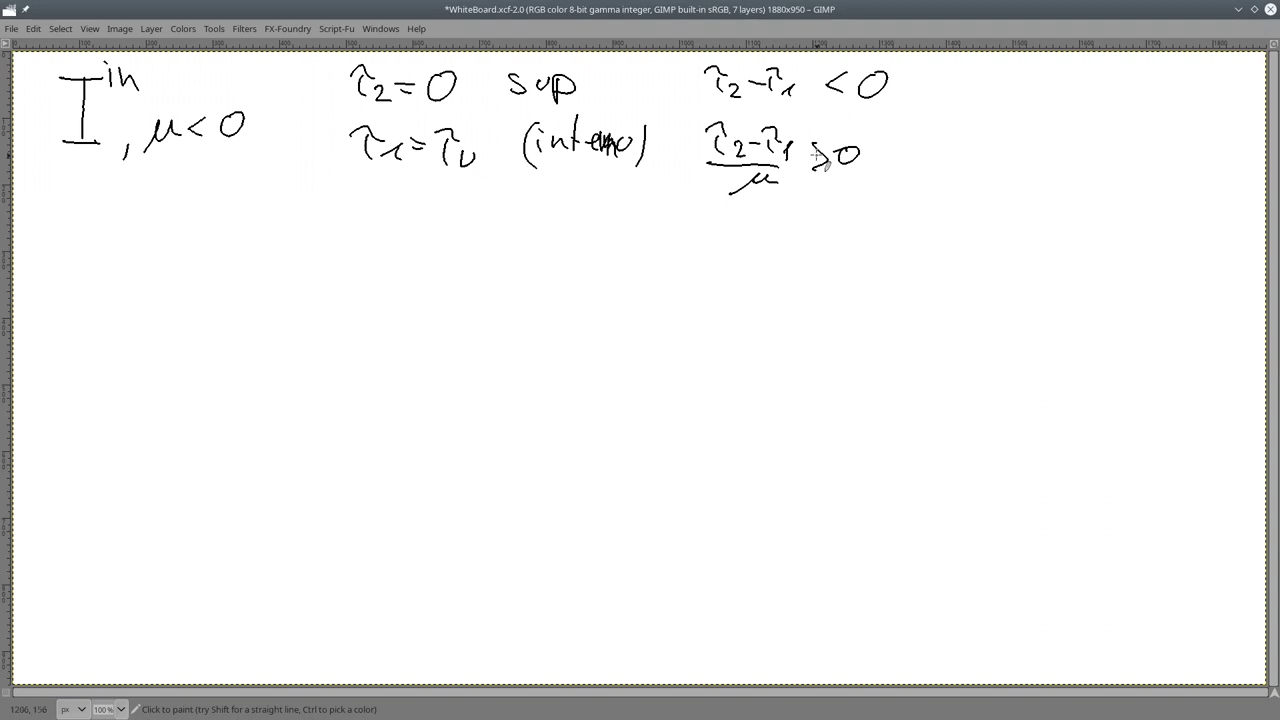 *WhiteBoard.xcf-2.0 (RGB color 8-bit gamma integer, GIMP built-in sRGB, 7 layers) 1880x950 – GIMP
File Edit Select View Image Layer Colors Tools Filters FX-Foundry Script-Fu Windows Help
I^in, μ<0
τ₂=0 sup τ₂-τ₁ <0
τ₁=τᵥ (interno) (τ₂-τ₁)/μ >0
1206, 156 px 100 % Click to paint (try Shift for a straight line, Ctrl to pick a color)